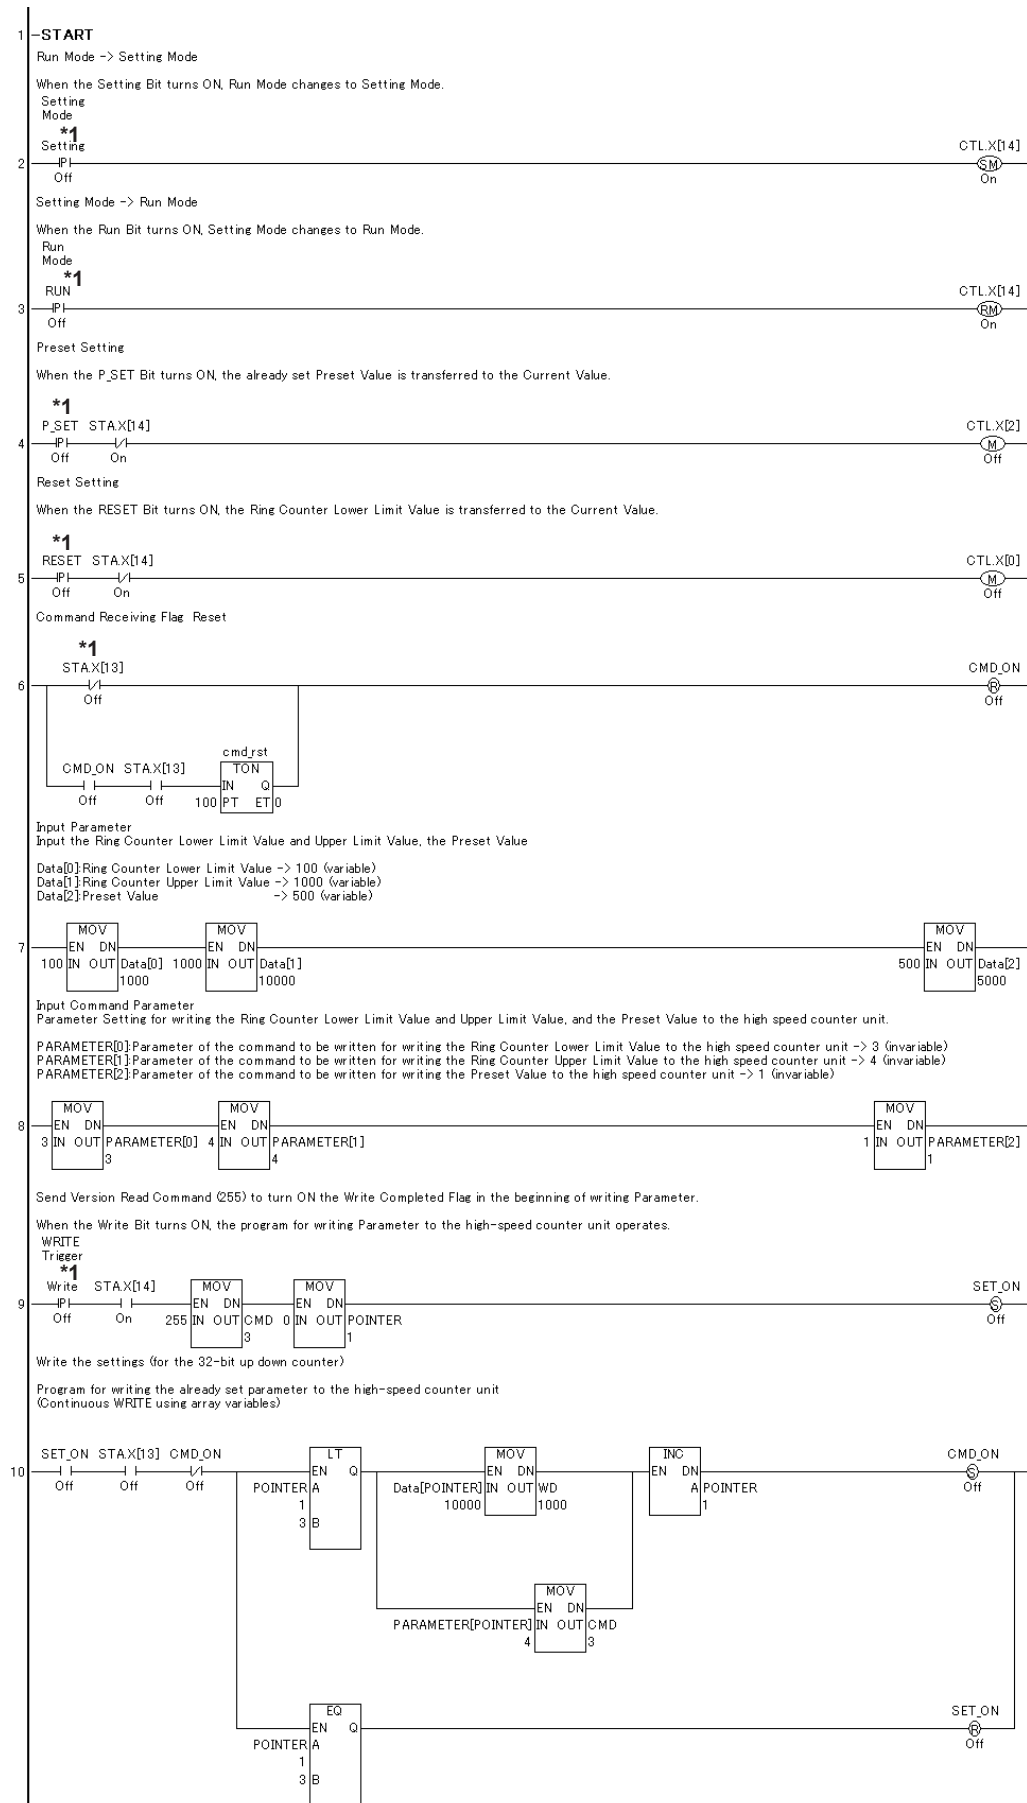 1 START
Run Mode -> Setting Mode
When the Setting Bit turns ON, Run Mode changes to Setting Mode.
Setting
Mode
*1
Setting CTL.X[14]
2 P SM
Off On
Setting Mode -> Run Mode
When the Run Bit turns ON, Setting Mode changes to Run Mode.
Run
Mode
*1
RUN CTL.X[14]
3 P RM
Off On
Preset Setting
When the P_SET Bit turns ON, the already set Preset Value is transferred to the Current Value.
*1
P_SET STA.X[14] CTL.X[2]
4 P M
Off On Off
Reset Setting
When the RESET Bit turns ON, the Ring Counter Lower Limit Value is transferred to the Current Value.
*1
RESET STA.X[14] CTL.X[0]
5 P M
Off On Off
Command Receiving Flag Reset
*1
STA.X[13] CMD_ON
6 R
Off Off
cmd_rst
CMD_ON STA.X[13] TON
IN Q
Off Off 100 PT ET 0
Input Parameter
Input the Ring Counter Lower Limit Value and Upper Limit Value, the Preset Value
Data[0]:Ring Counter Lower Limit Value -> 100 (variable)
Data[1]:Ring Counter Upper Limit Value -> 1000 (variable)
Data[2]:Preset Value -> 500 (variable)
MOV MOV MOV
7 EN DN EN DN EN DN
100 IN OUT Data[0] 1000 IN OUT Data[1] 500 IN OUT Data[2]
1000 10000 5000
Input Command Parameter
Parameter Setting for writing the Ring Counter Lower Limit Value and Upper Limit Value, and the Preset Value to the high speed counter unit.
PARAMETER[0]:Parameter of the command to be written for writing the Ring Counter Lower Limit Value to the high speed counter unit -> 3 (invariable)
PARAMETER[1]:Parameter of the command to be written for writing the Ring Counter Upper Limit Value to the high speed counter unit -> 4 (invariable)
PARAMETER[2]:Parameter of the command to be written for writing the Preset Value to the high speed counter unit -> 1 (invariable)
MOV MOV MOV
8 EN DN EN DN EN DN
3 IN OUT PARAMETER[0] 4 IN OUT PARAMETER[1] 1 IN OUT PARAMETER[2]
3 4 1
Send Version Read Command (255) to turn ON the Write Completed Flag in the beginning of writing Parameter.
When the Write Bit turns ON, the program for writing Parameter to the high-speed counter unit operates.
WRITE
Trigger
*1
Write STA.X[14] MOV MOV SET_ON
9 P EN DN EN DN S
Off On 255 IN OUT CMD 0 IN OUT POINTER Off
3 1
Write the settings (for the 32-bit up down counter)
Program for writing the already set parameter to the high-speed counter unit
(Continuous WRITE using array variables)
SET_ON STA.X[13] CMD_ON LT MOV INC CMD_ON
10 EN Q EN DN EN DN S
Off Off Off POINTER A Data[POINTER] IN OUT WD A POINTER Off
1 10000 1000 1
3 B
MOV
EN DN
PARAMETER[POINTER] IN OUT CMD
4 3
EQ SET_ON
EN Q R
POINTER A Off
1
3 B